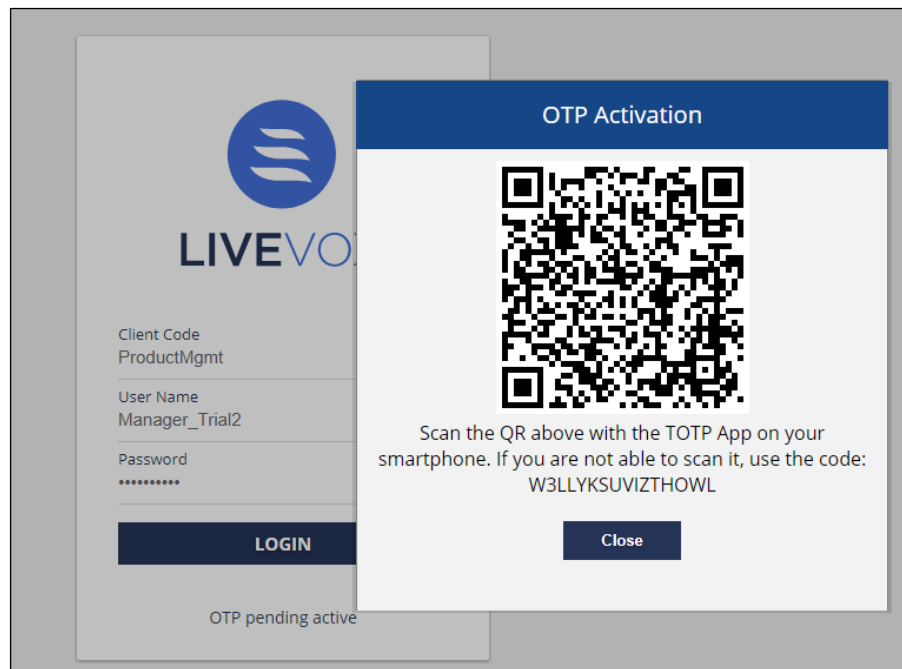 LIVEVO
Client Code
ProductMgmt
User Name
Manager_Trial2
Password
••••••••••
LOGIN
OTP pending active
OTP Activation
Scan the QR above with the TOTP App on your
smartphone. If you are not able to scan it, use the code:
W3LLYKSUVIZTHOWL
Close